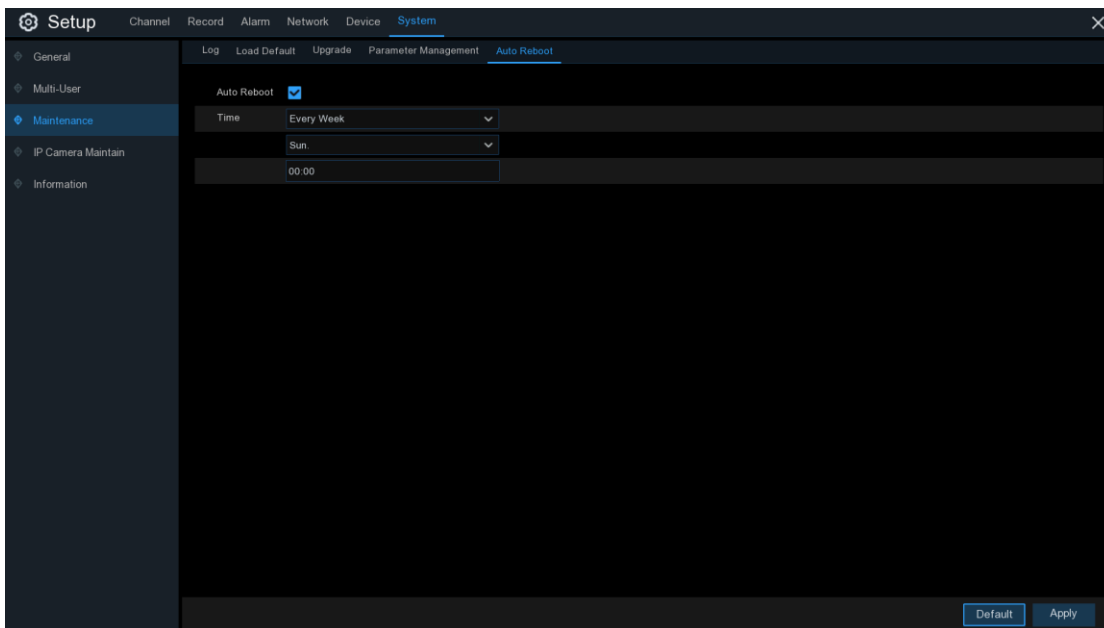 Setup Channel Record Alarm Network Device System
General
Multi-User
Maintenance
IP Camera Maintain
Information
Log Load Default Upgrade Parameter Management Auto Reboot
Auto Reboot
Time Every Week
Sun.
00:00
Default Apply